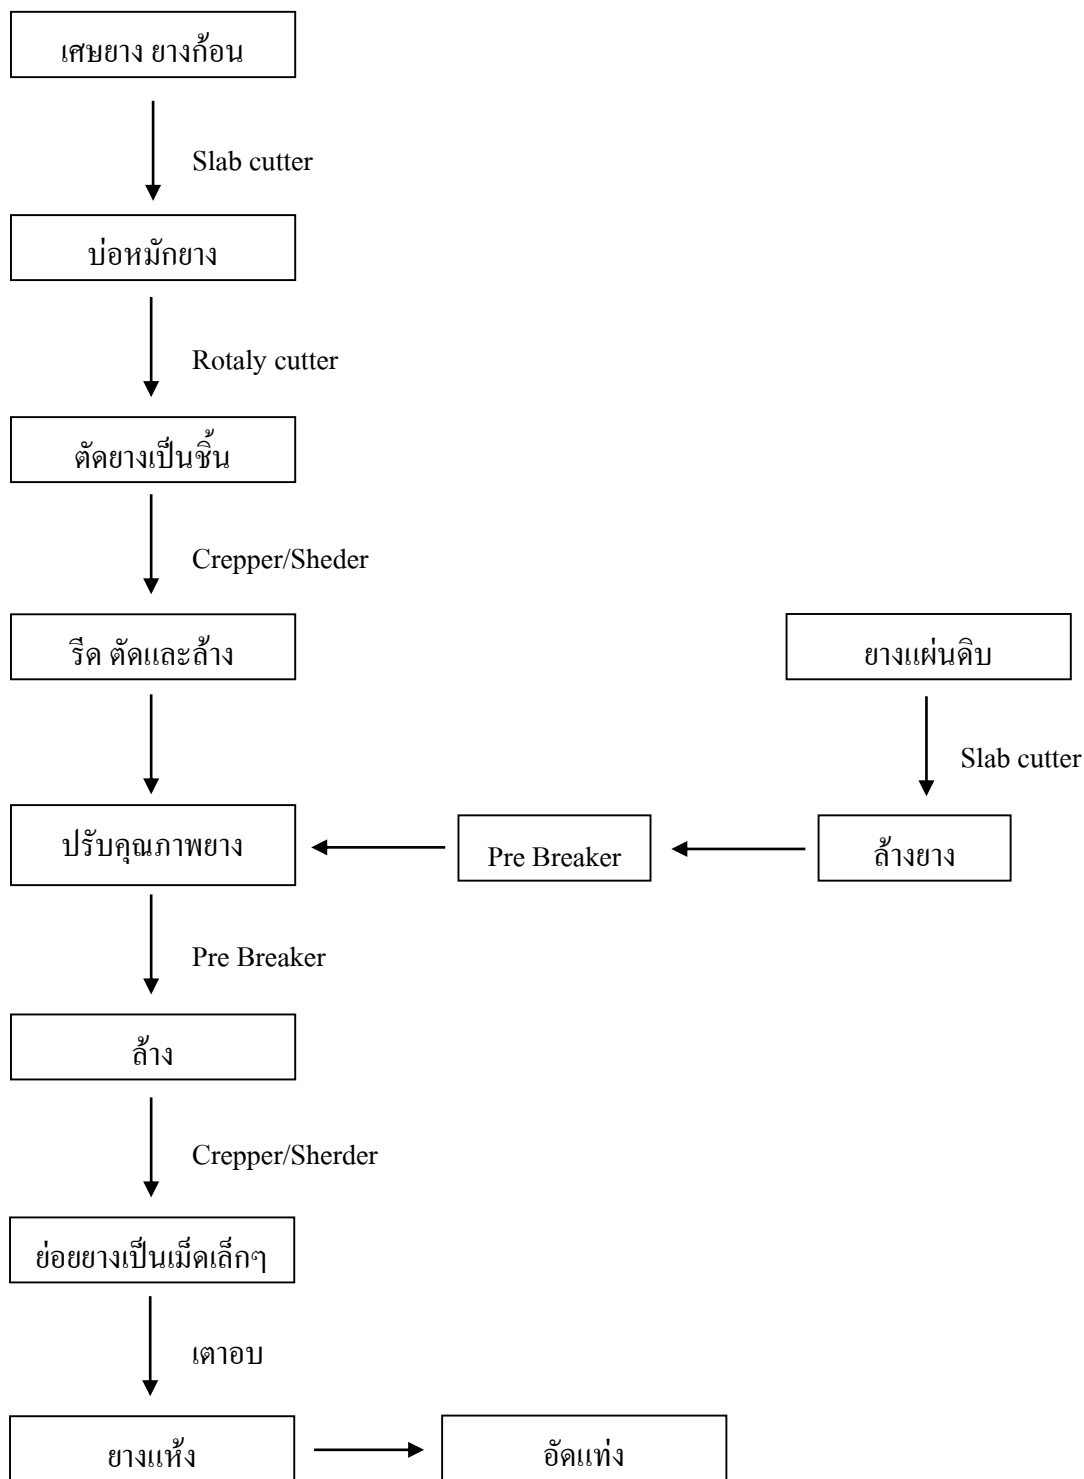 เศษยาง ยางก้อน
Slab cutter
บ่อหมักยาง
Rotaly cutter
ตัดยางเป็นชิ้น
Crepper/Sheder
รีด ตัดและล้าง
ยางแผ่นดิบ
Slab cutter
ปรับคุณภาพยาง
Pre Breaker
ล้างยาง
Pre Breaker
ล้าง
Crepper/Sherder
ย่อยยางเป็นเม็ดเล็กๆ
เตาอบ
ยางแห้ง
อัดแท่ง